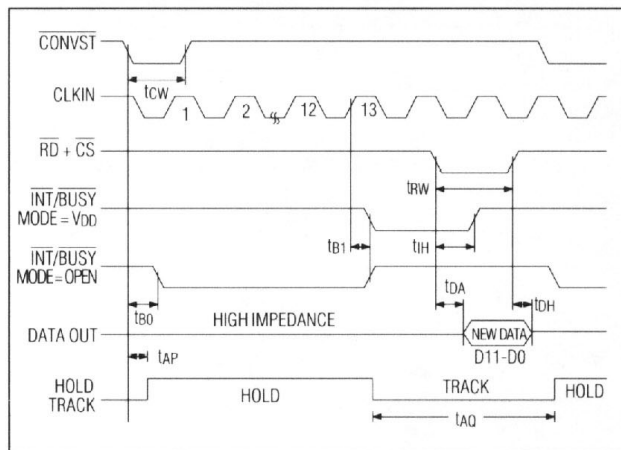 CONVST
tCW
CLKIN
1 2 12 13
RD + CS
tRW
INT/BUSY
MODE = VDD
tB1 tIH
INT/BUSY
MODE = OPEN
tDA
tB0 tDH
HIGH IMPEDANCE
DATA OUT NEW DATA
D11-D0
tAP
HOLD TRACK HOLD
TRACK HOLD
tAQ